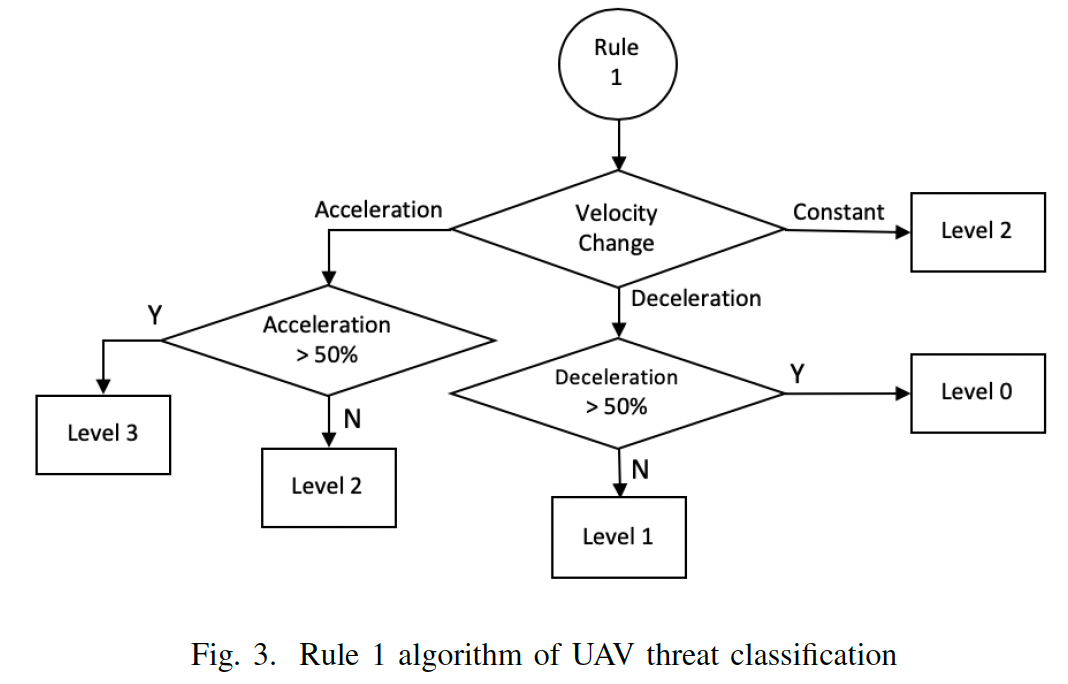 Rule
1
Acceleration
Velocity
Change
Constant
Level 2
Deceleration
Y
Acceleration
> 50%
Deceleration
> 50%
Y
Level 0
Level 3
N
Level 2
N
Level 1
Fig. 3. Rule 1 algorithm of UAV threat classification